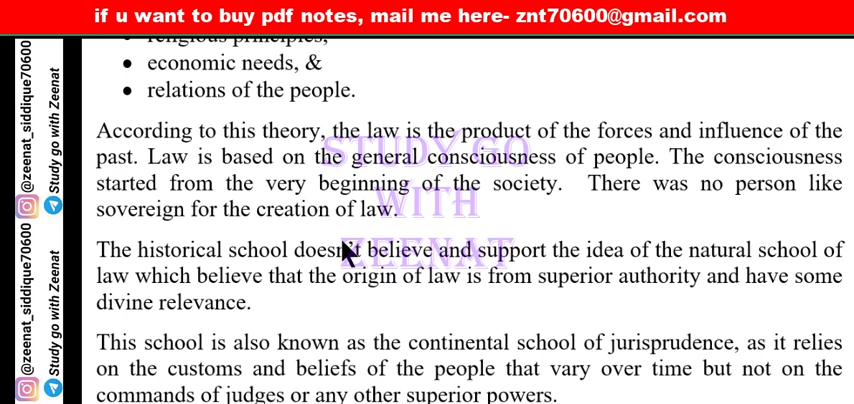 if u want to buy pdf notes, mail me here- znt70600@gmail.com
religious principles,
• economic needs, &
• relations of the people.
According to this theory, the law is the product of the forces and influence of the
past. Law is based on the general consciousness of people. The consciousness
started from the very beginning of the society. There was no person like
sovereign for the creation of law.
The historical school doesn't believe and support the idea of the natural school of
law which believe that the origin of law is from superior authority and have some
divine relevance.
This school is also known as the continental school of jurisprudence, as it relies
on the customs and beliefs of the people that vary over time but not on the
commands of judges or any other superior powers.
STUDY GO
WITH
ZEENAT
@zeenat_siddique70600
Study go with Zeenat
@zeenat_siddique70600
Study go with Zeenat